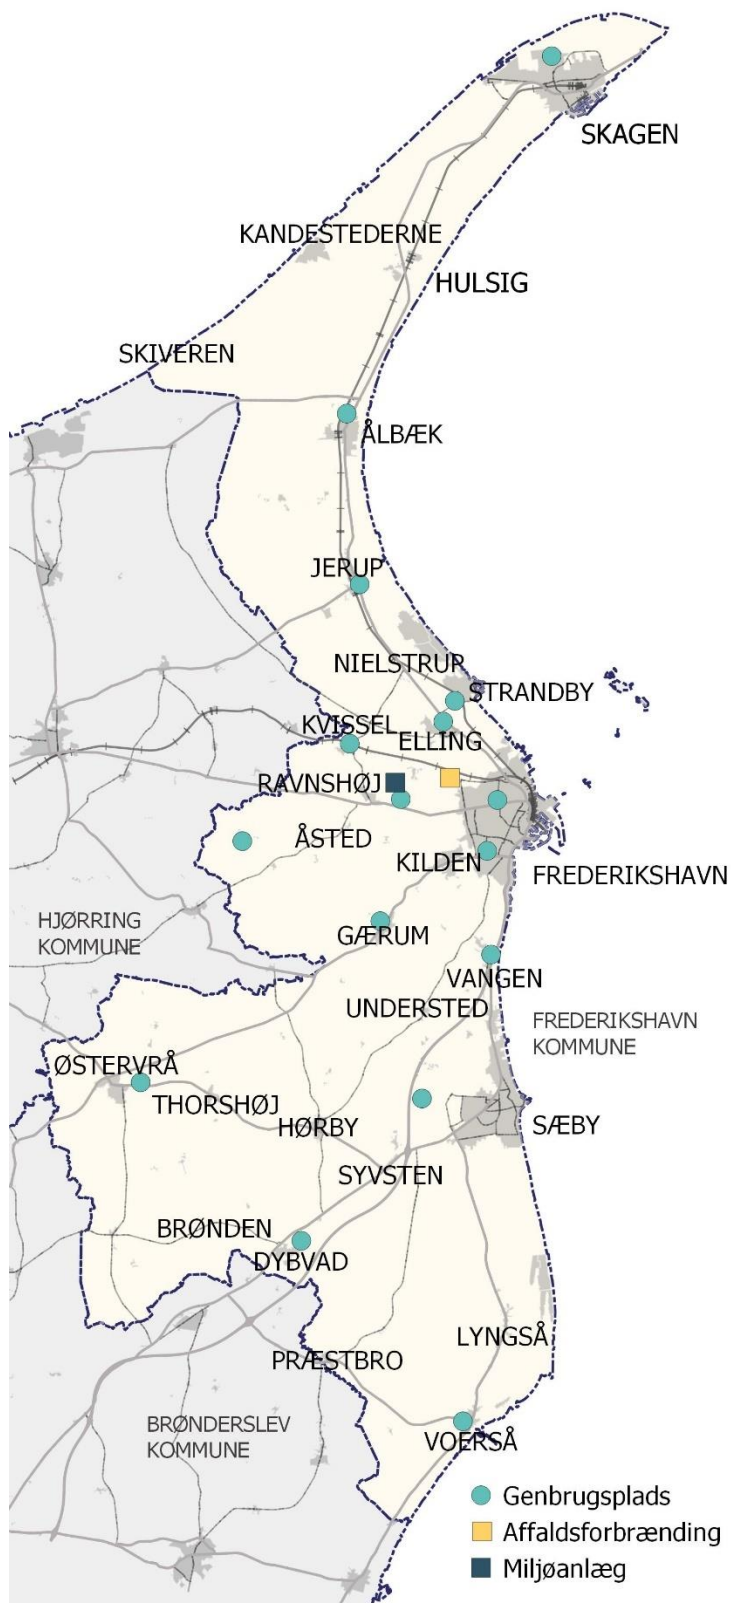 SKAGEN
KANDESTEDERNE
HULSIG
SKIVEREN
ÅLBÆK
JERUP
NIELSTRUP
STRANDBY
KVISSEL
ELLING
RAVNSHØJ
ÅSTED
KILDEN
FREDERIKSHAVN
HJØRRING
KOMMUNE
GÆRUM
VANGEN
UNDERSTED
FREDERIKSHAVN
KOMMUNE
ØSTERVRÅ
THORSHØJ
HØRBY
SÆBY
SYVSTEN
BRØNDEN
DYBVAD
LYNGSÅ
PRÆSTBRO
BRØNDERSLEV
KOMMUNE
VOERSÅ
Genbrugsplads
Affaldsforbrænding
Miljøanlæg